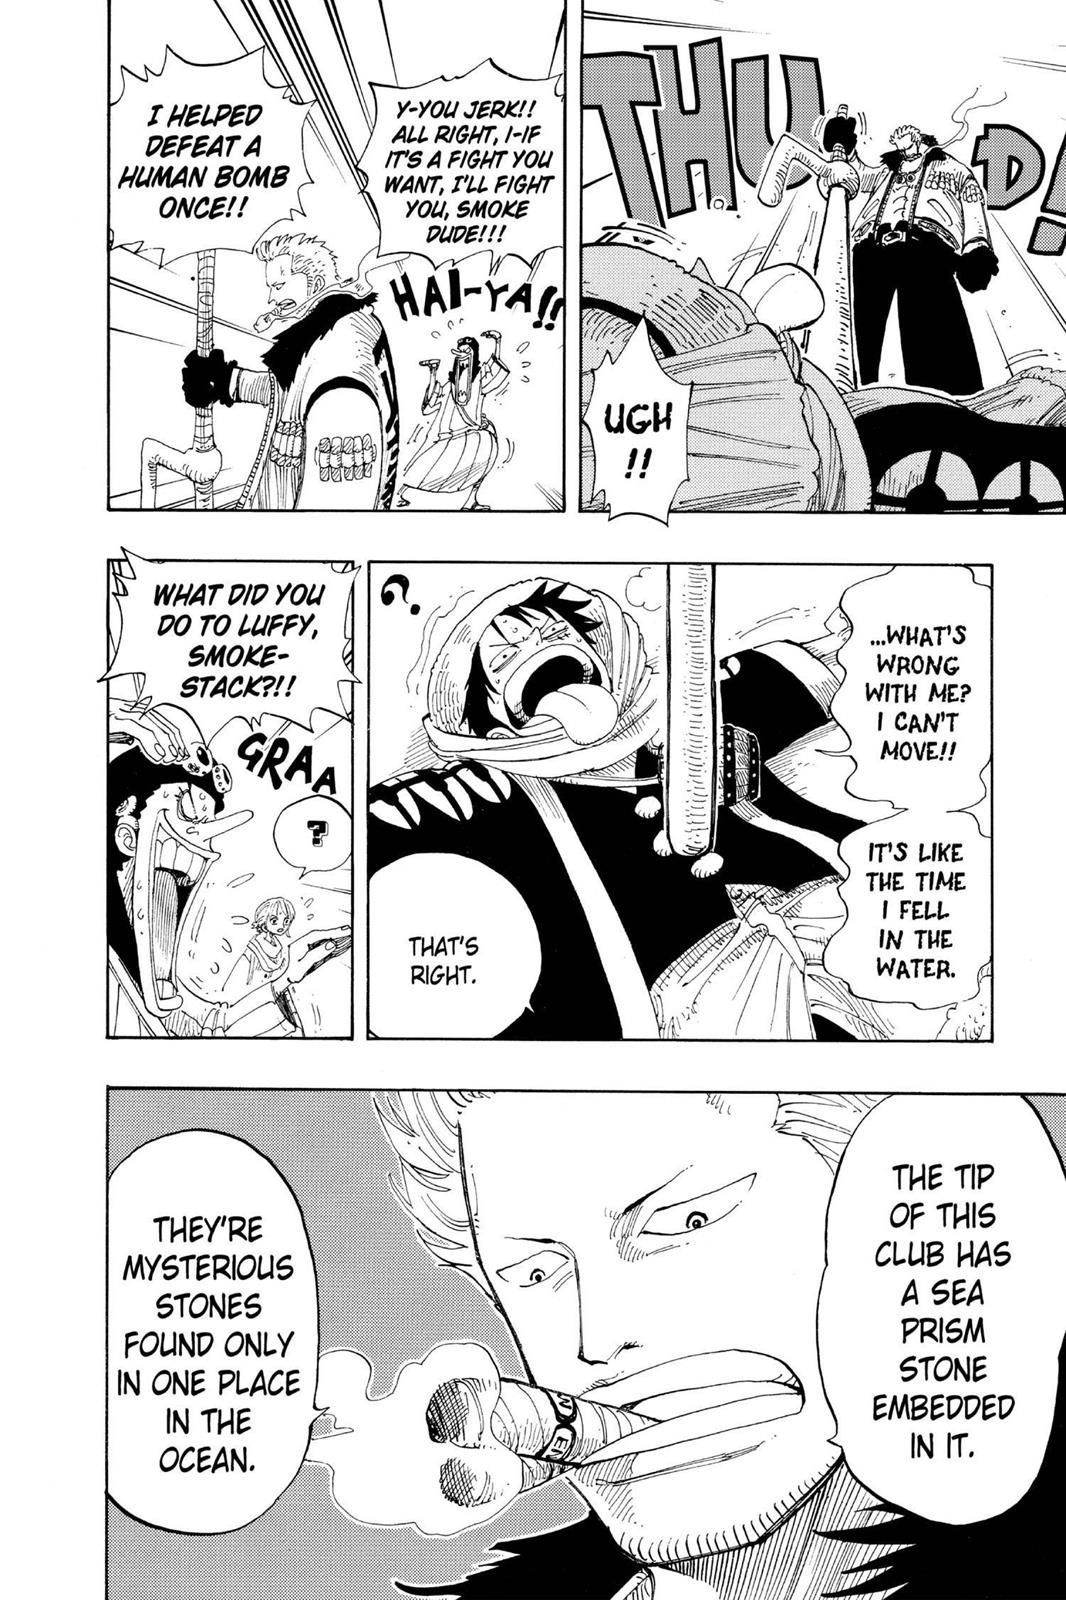 THUD!
UGH
!!
Y-YOU JERK!!
ALL RIGHT, I-IF
IT'S A FIGHT YOU
WANT, I'LL FIGHT
YOU, SMOKE
DUDE!!!
HAI-YA!!
I HELPED
DEFEAT A
HUMAN BOMB
ONCE!!
...WHAT'S
WRONG
WITH ME?
I CAN'T
MOVE!!
IT'S LIKE
THE TIME
I FELL
IN THE
WATER.
?
THAT'S
RIGHT.
WHAT DID YOU
DO TO LUFFY,
SMOKE-
STACK?!!
GRAA
?
THE TIP
OF THIS
CLUB HAS
A SEA
PRISM
STONE
EMBEDDED
IN IT.
THEY'RE
MYSTERIOUS
STONES
FOUND ONLY
IN ONE PLACE
IN THE
OCEAN.